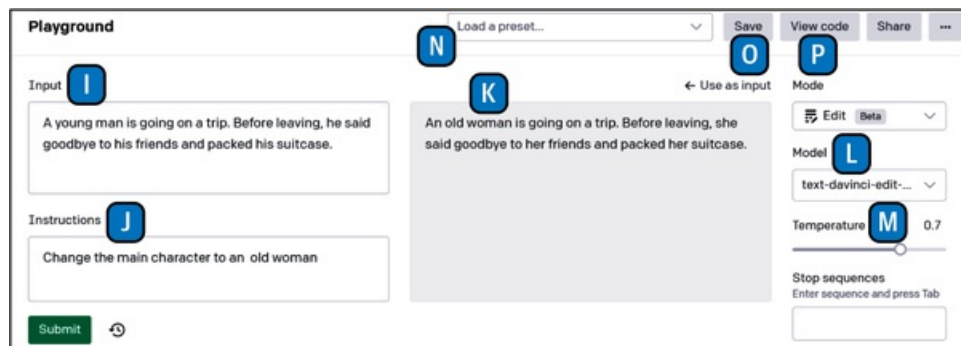 Playground
Load a preset...
Save
View code
Share
...
N
O
P
Input
I
K
← Use as input
Mode
A young man is going on a trip. Before leaving, he said
goodbye to his friends and packed his suitcase.
An old woman is going on a trip. Before leaving, she
said goodbye to her friends and packed her suitcase.
Edit Beta
Model
L
text-davinci-edit-...
Instructions
J
Temperature
M
0.7
Change the main character to an old woman
Stop sequences
Enter sequence and press Tab
Submit